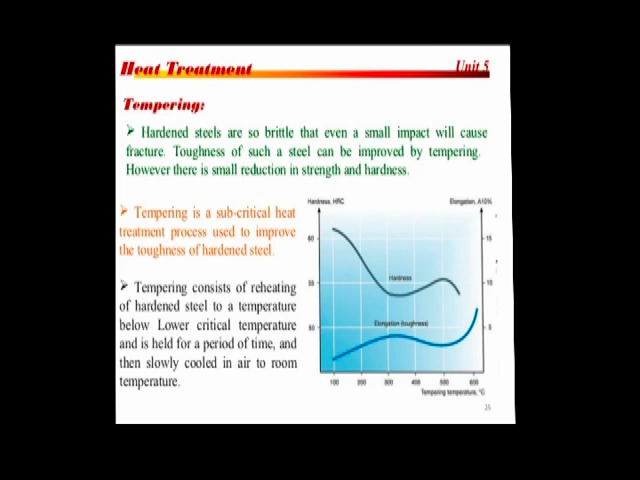 Heat Treatment
Unit 5
Tempering:
➤ Hardened steels are so brittle that even a small impact will cause
fracture. Toughness of such a steel can be improved by tempering.
However there is small reduction in strength and hardness.
➤ Tempering is a sub-critical heat
treatment process used to improve
the toughness of hardened steel.
➤ Tempering consists of reheating
of hardened steel to a temperature
below Lower critical temperature
and is held for a period of time, and
then slowly cooled in air to room
temperature.
Hardness, HRC
Elongation, A10%
60
15
55
10
Hardness
50
5
Elongation (toughness)
100 200 300 400 500 600
Tempering temperature, °C
25